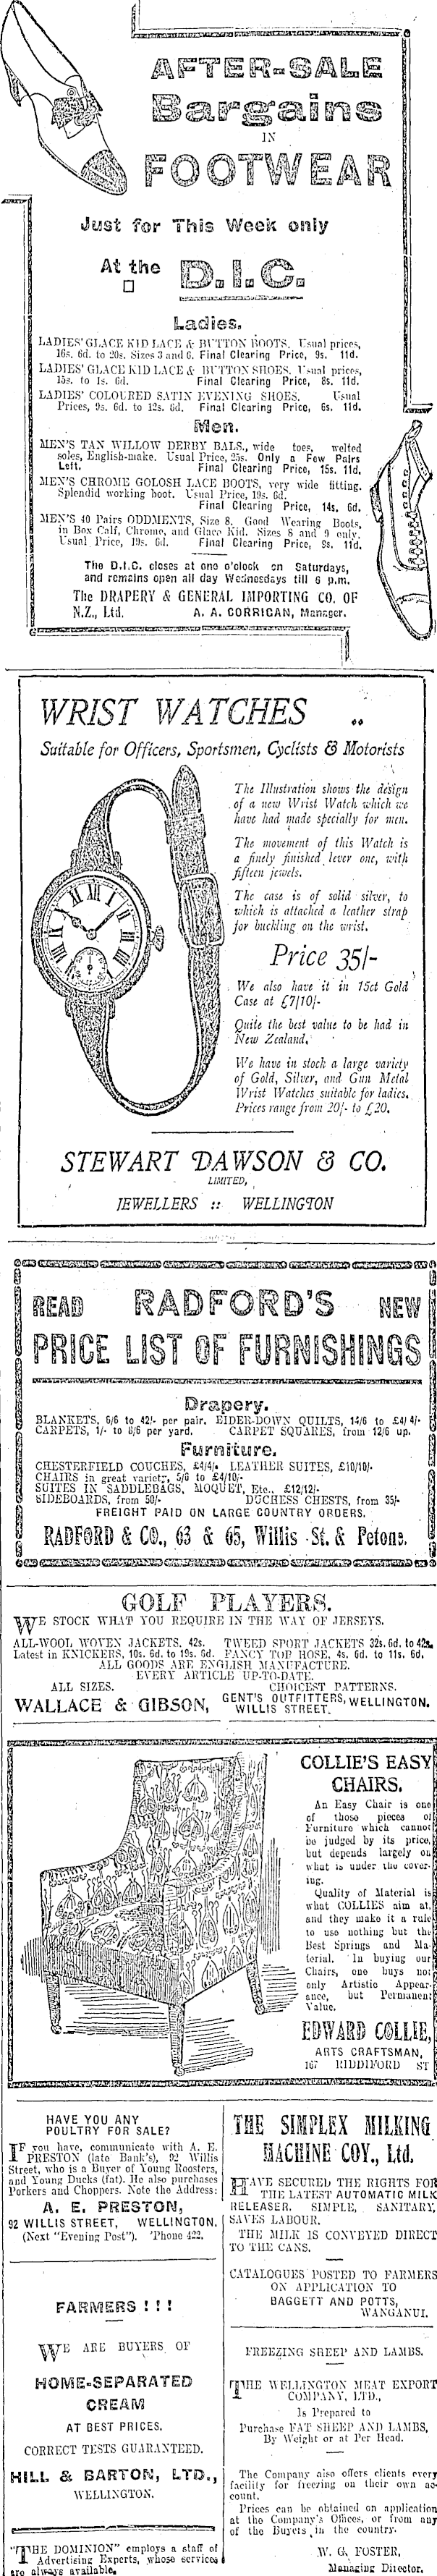 AFTER-SALE
Bargains
IN
FOOTWEAR
Just for This Week only
At the D.I.C.
Ladies.
LADIES' GLACE KID LACE & BUTTON BOOTS. Usual prices,
16s. 6d. to 20s. Sizes 3 and 6. Final Clearing Price, 9s. 11d.
LADIES' GLACE KID LACE & BUTTON SHOES. Usual prices,
15s. to 1s. 6d. Final Clearing Price, 8s. 11d.
LADIES' COLOURED SATIN EVENING SHOES. Usual
Prices, 9s. 6d. to 12s. 6d. Final Clearing Price, 6s. 11d.
Men.
MEN'S TAN WILLOW DERBY BALS., wide toes, welted
soles, English-make. Usual Price, 25s. Only a Few Pairs
Left. Final Clearing Price, 15s. 11d.
MEN'S CHROME GOLOSH LACE BOOTS, very wide fitting.
Splendid working boot. Usual Price, 19s. 6d.
Final Clearing Price, 14s. 6d.
MEN'S 40 Pairs ODDMENTS, Size 8. Good Wearing Boots,
in Box Calf, Chrome, and Glace Kid. Sizes 8 and 9 only.
Usual Price, 19s. 6d. Final Clearing Price, 9s. 11d.
The D.I.C. closes at one o'clock on Saturdays,
and remains open all day Wednesdays till 6 p.m.
The DRAPERY & GENERAL IMPORTING CO. OF
N.Z., Ltd. A. A. CORRIGAN, Manager.
WRIST WATCHES ..
Suitable for Officers, Sportsmen, Cyclists & Motorists
The Illustration shows the design
of a new Wrist Watch which we
have had made specially for men.
The movement of this Watch is
a finely finished lever one, with
fifteen jewels.
The case is of solid silver, to
which is attached a leather strap
for buckling on the wrist.
Price 35/-
We also have it in 15ct Gold
Case at £7/10/-
Quite the best value to be had in
New Zealand.
We have in stock a large variety
of Gold, Silver, and Gun Metal
Wrist Watches suitable for ladies.
Prices range from 20/- to £20.
STEWART DAWSON & CO.
LIMITED,
JEWELLERS :: WELLINGTON
READ RADFORD'S NEW
PRICE LIST OF FURNISHINGS
Drapery.
BLANKETS, 6/6 to 42/- per pair. EIDER-DOWN QUILTS, 14/6 to £4/4/-
CARPETS, 1/- to 8/6 per yard. CARPET SQUARES, from 12/6 up.
Furniture.
CHESTERFIELD COUCHES, £4/4/- LEATHER SUITES, £10/10/-
CHAIRS in great variety, 5/6 to £4/10/-
SUITES IN SADDLEBAGS, MOQUET, Etc., £12/12/-
SIDEBOARDS, from 50/- DUCHESS CHESTS, from 35/-
FREIGHT PAID ON LARGE COUNTRY ORDERS.
RADFORD & CO., 63 & 65, Willis St. & Petone.
GOLF PLAYERS.
WE STOCK WHAT YOU REQUIRE IN THE WAY OF JERSEYS.
ALL-WOOL WOVEN JACKETS, 42s. TWEED SPORT JACKETS 32s. 6d. to 42s.
Latest in KNICKERS, 10s. 6d. to 19s. 6d. FANCY TOP HOSE, 4s. 6d. to 11s. 6d.
ALL GOODS ARE ENGLISH MANUFACTURE.
EVERY ARTICLE UP-TO-DATE.
ALL SIZES. CHOICEST PATTERNS.
WALLACE & GIBSON, GENT'S OUTFITTERS, WILLIS STREET. WELLINGTON.
COLLIE'S EASY
CHAIRS.
An Easy Chair is one
of those pieces of
Furniture which cannot
be judged by its price,
but depends largely on
what is under the cover-
ing.
Quality of Material is
what COLLIES aim at,
and they make it a rule
to use nothing but the
Best Springs and Ma-
terial. In buying our
Chairs, one buys not
only Artistic Appear-
ance, but Permanent
Value.
EDWARD COLLIE,
ARTS CRAFTSMAN,
167 RIDDIFORD ST
HAVE YOU ANY
POULTRY FOR SALE?
IF you have, communicate with A. E.
PRESTON (late Bank's), 92 Willis
Street, who is a Buyer of Young Roosters,
and Young Ducks (fat). He also purchases
Porkers and Choppers. Note the Address:
A. E. PRESTON,
92 WILLIS STREET, WELLINGTON.
(Next "Evening Post"). 'Phone 422.
FARMERS ! ! !
WE ARE BUYERS OF
HOME-SEPARATED
CREAM
AT BEST PRICES.
CORRECT TESTS GUARANTEED.
HILL & BARTON, LTD.,
WELLINGTON.
"THE DOMINION" employs a staff of
Advertising Experts, whose services
are always available.
THE SIMPLEX MILKING
MACHINE COY., Ltd.
HAVE SECURED THE RIGHTS FOR
THE LATEST AUTOMATIC MILK
RELEASER. SIMPLE, SANITARY,
SAVES LABOUR.
THE MILK IS CONVEYED DIRECT
TO THE CANS.
CATALOGUES POSTED TO FARMERS
ON APPLICATION TO
BAGGETT AND POTTS,
WANGANUI.
FREEZING SHEEP AND LAMBS.
THE WELLINGTON MEAT EXPORT
COMPANY, LTD.,
Is Prepared to
Purchase FAT SHEEP AND LAMBS,
By Weight or at Per Head.
The Company also offers clients every
facility for freezing on their own ac-
count.
Prices can be obtained on application
at the Company's Offices, or from any
of the Buyers in the country.
W. G. FOSTER,
Managing Director.